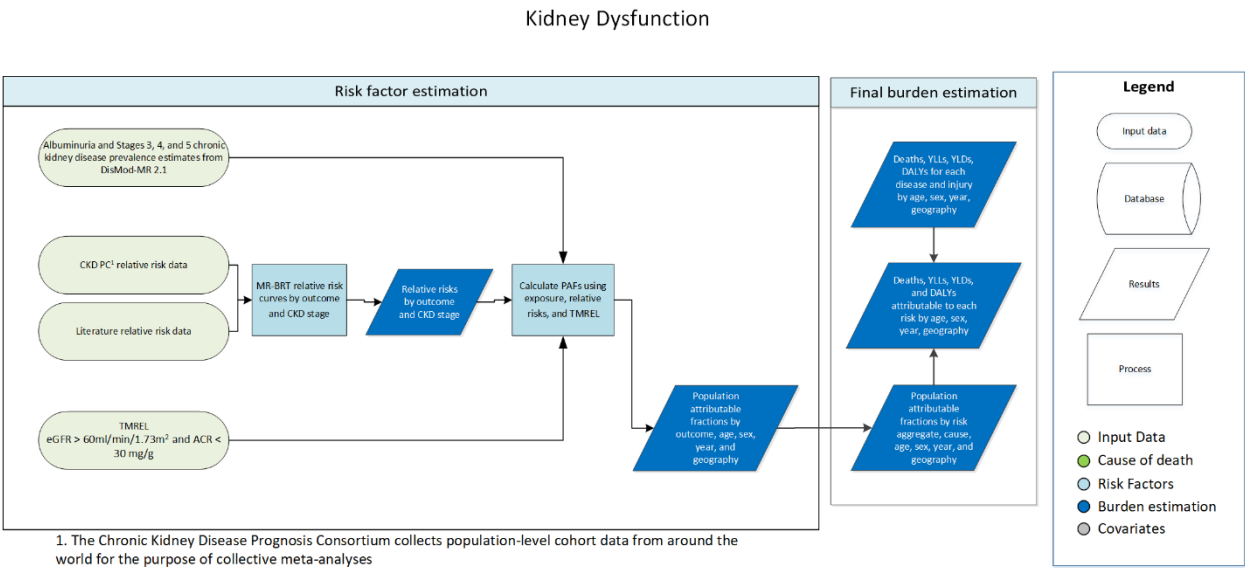 Kidney Dysfunction
Risk factor estimation
Albuminuria and Stages 3, 4, and 5 chronic
kidney disease prevalence estimates from
DisMod-MR 2.1
CKD PC¹ relative risk data
Literature relative risk data
MR-BRT relative risk
curves by outcome
and CKD stage
Relative risks
by outcome
and CKD stage
Calculate PAFs using
exposure, relative
risks, and TMREL
TMREL
eGFR > 60ml/min/1.73m² and ACR <
30 mg/g
Population
attributable
fractions by
outcome, age, sex,
year, and
geography
Final burden estimation
Deaths, YLLs, YLDs,
DALYs for each
disease and injury
by age, sex, year,
geography
Deaths, YLLs, YLDs,
and DALYs
attributable to each
risk by age, sex,
year, geography
Population
attributable
fractions by risk
aggregate, cause,
age, sex, year, and
geography
Legend
Input data
Database
Results
Process
Input Data
Cause of death
Risk Factors
Burden estimation
Covariates
1. The Chronic Kidney Disease Prognosis Consortium collects population-level cohort data from around the
world for the purpose of collective meta-analyses